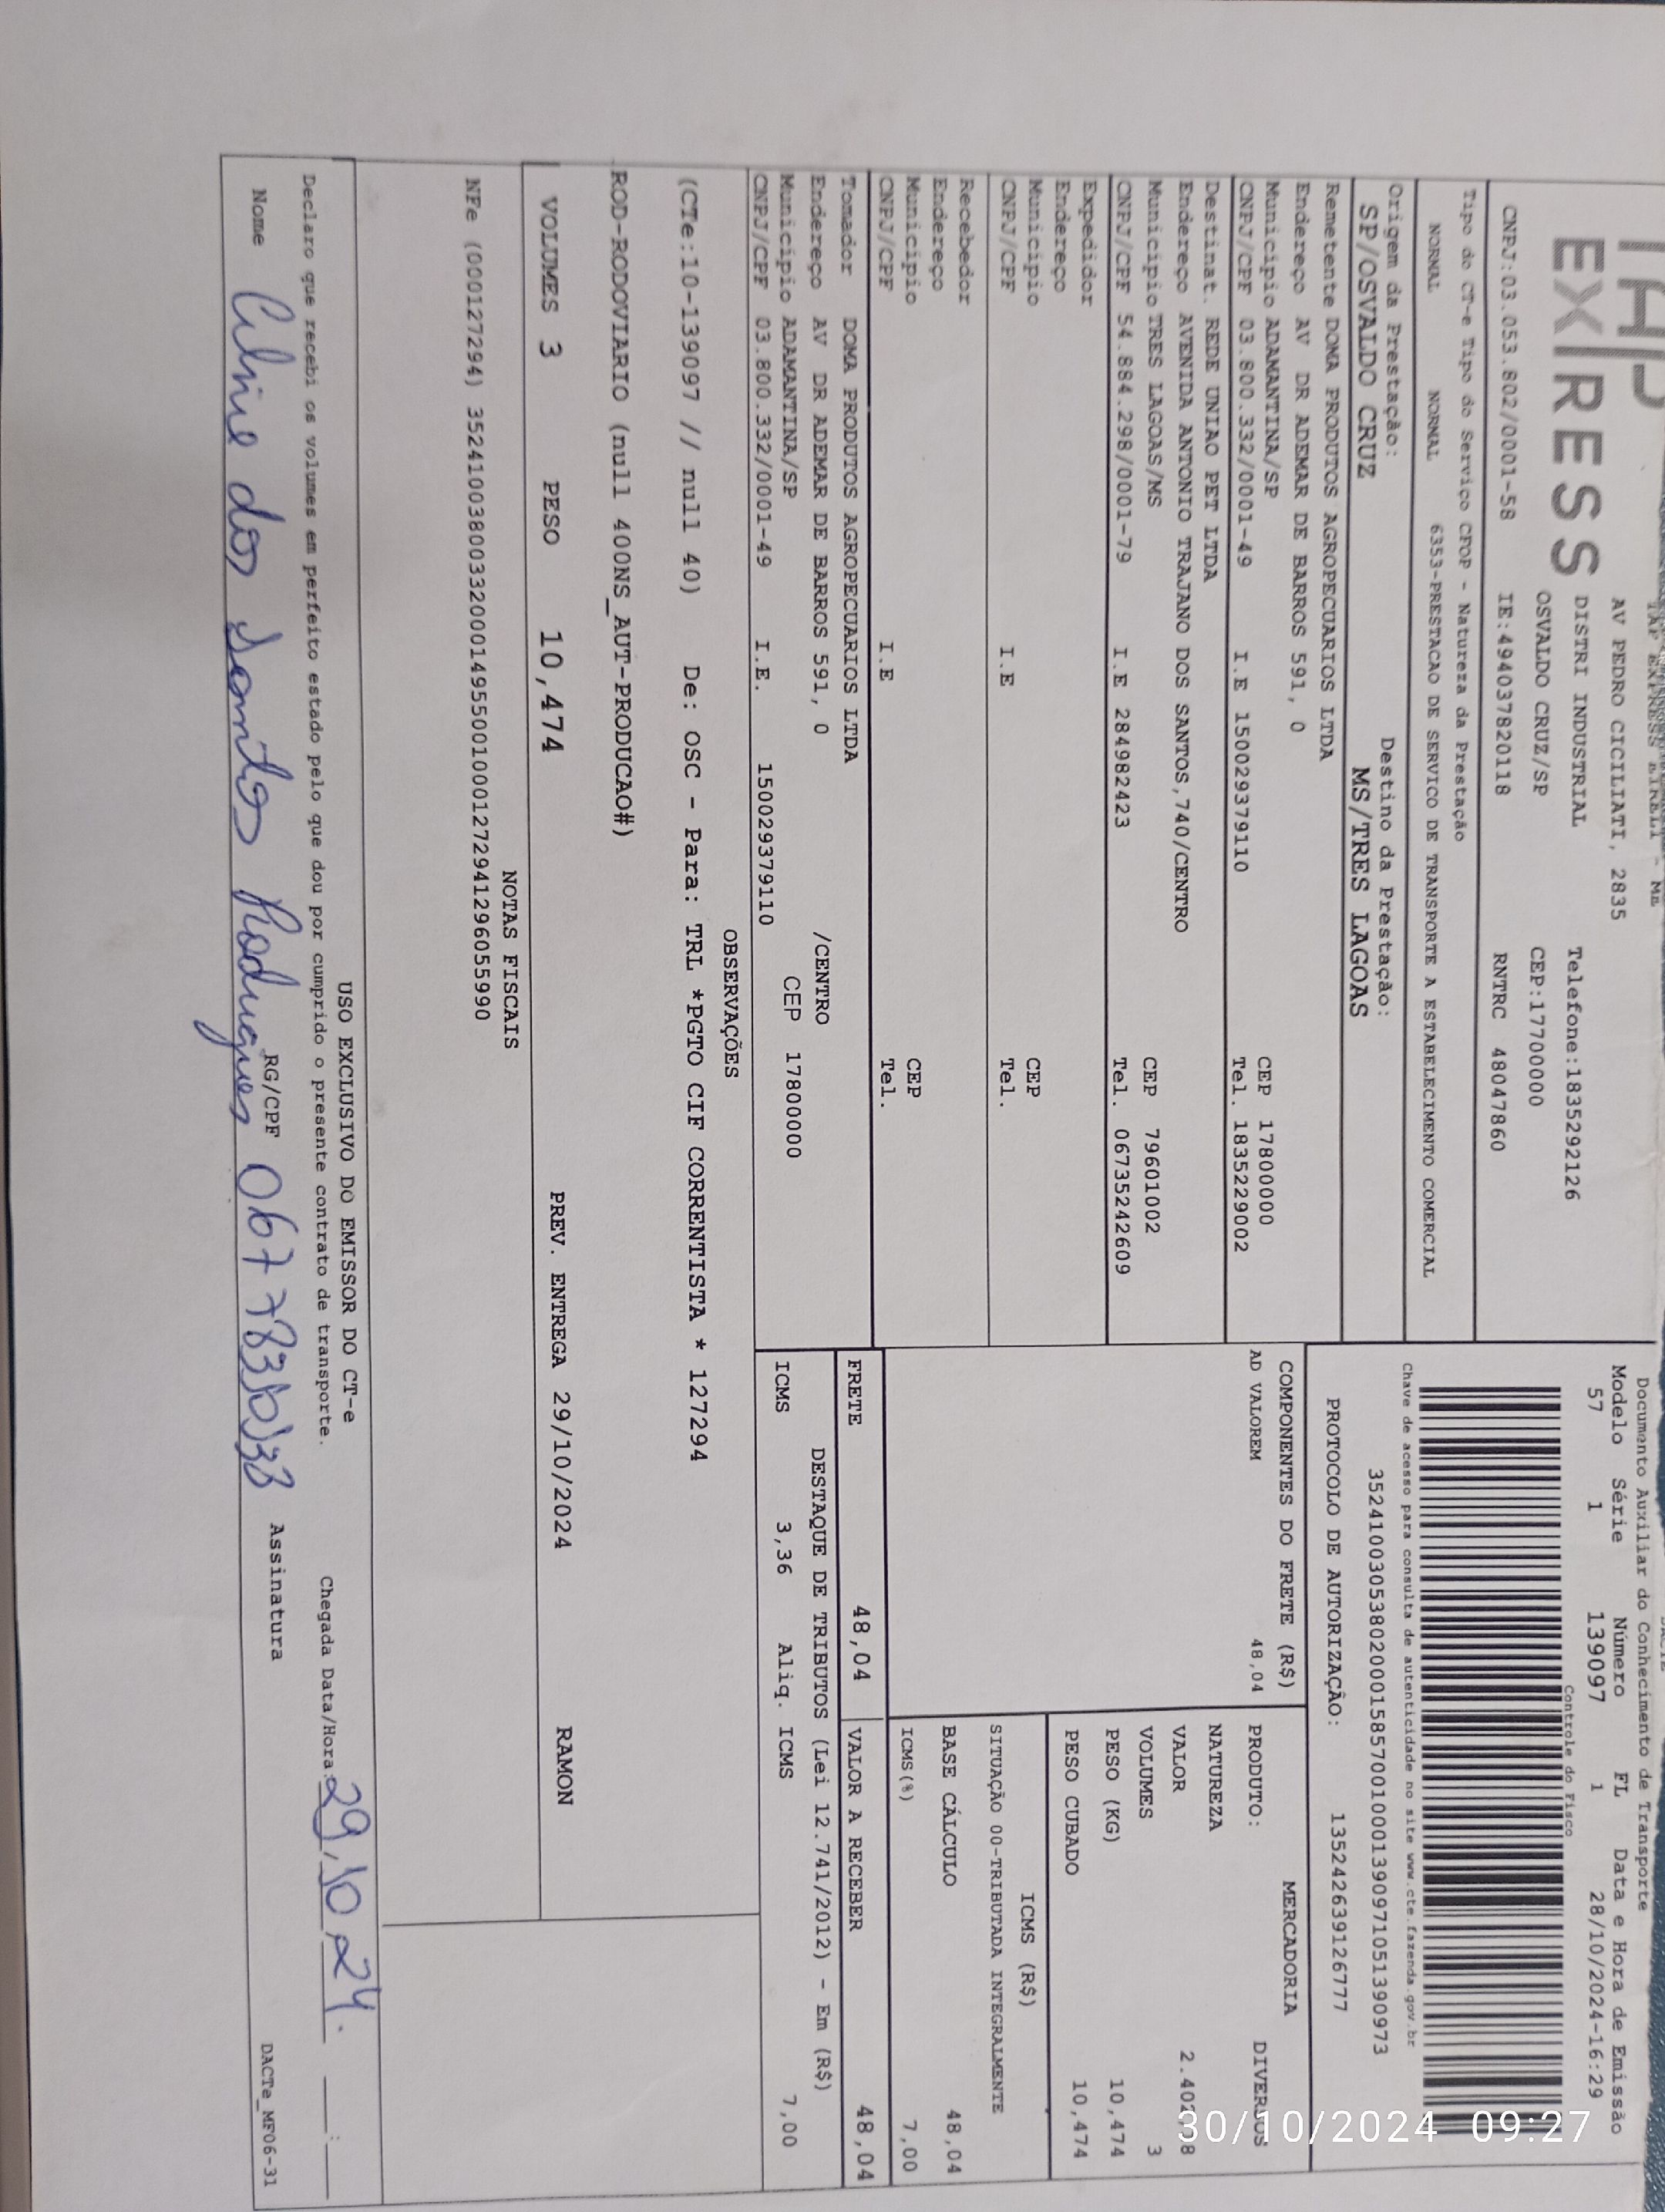 TAF EXPRESS EIRELI - ME
EXPRESS
AV PEDRO CICILIATI, 2835
DISTRI INDUSTRIAL Telefone:1835292126
OSVALDO CRUZ/SP CEP:17700000
CNPJ:03.053.802/0001-58 IE:494037820118 RNTRC 48047860
Documento Auxiliar do Conhecimento de Transporte
Modelo Série Número FL Data e Hora de Emissão
57 1 139097 1 28/10/2024-16:29
Controle do Fisco
Chave de acesso para consulta de autenticidade no site www.cte.fazenda.gov.br
35241003053802000158570010001390971051390973
PROTOCOLO DE AUTORIZAÇÃO: 135242639126777
Tipo do CT-e Tipo do Serviço CFOP - Natureza da Prestação
NORMAL NORMAL 6353-PRESTACAO DE SERVICO DE TRANSPORTE A ESTABELECIMENTO COMERCIAL
Origem da Prestação: Destino da Prestação:
SP/OSVALDO CRUZ MS/TRES LAGOAS
Remetente DOMA PRODUTOS AGROPECUARIOS LTDA
Endereço AV DR ADEMAR DE BARROS 591, 0
Município ADAMANTINA/SP CEP 17800000
CNPJ/CPF 03.800.332/0001-49 I.E 150029379110 Tel. 1835229002
Destinat. REDE UNIAO PET LTDA
Endereço AVENIDA ANTONIO TRAJANO DOS SANTOS,740/CENTRO
Município TRES LAGOAS/MS CEP 79601002
CNPJ/CPF 54.884.298/0001-79 I.E 284982423 Tel. 06735242609
Expedidor
Endereço
Município CEP
CNPJ/CPF I.E Tel.
Recebedor
Endereço
Município CEP
CNPJ/CPF I.E Tel.
Tomador DOMA PRODUTOS AGROPECUARIOS LTDA
Endereço AV DR ADEMAR DE BARROS 591, 0 /CENTRO
Município ADAMANTINA/SP CEP 17800000
CNPJ/CPF 03.800.332/0001-49 I.E. 150029379110
COMPONENTES DO FRETE (R$)
AD VALOREM 48,04
MERCADORIA
PRODUTO: DIVERSOS
NATUREZA
VALOR 2.402,08
VOLUMES 3
PESO (KG) 10,474
PESO CUBADO 10,474
ICMS (R$)
SITUAÇÃO 00-TRIBUTADA INTEGRALMENTE
BASE CÁLCULO 48,04
ICMS(%) 7,00
FRETE 48,04 VALOR A RECEBER 48,04
DESTAQUE DE TRIBUTOS (Lei 12.741/2012) - Em (R$)
ICMS 3,36 Aliq. ICMS 7,00
OBSERVAÇÕES
(CTe:10-139097 // null 40) De: OSC - Para: TRL *PGTO CIF CORRENTISTA * 127294
ROD-RODOVIARIO (null 400NS_AUT-PRODUCAO#)
VOLUMES 3 PESO 10,474 PREV. ENTREGA 29/10/2024 RAMON
NOTAS FISCAIS
NFe (000127294) 35241003800332000149550010001272941296055990
USO EXCLUSIVO DO EMISSOR DO CT-e
Declaro que recebi os volumes em perfeito estado pelo que dou por cumprido o presente contrato de transporte. Chegada Data/Hora: 29.10.24.
Nome dos Santos Rodrigues RG/CPF Assinatura
DACTe_MF06-31
30/10/2024 09:27